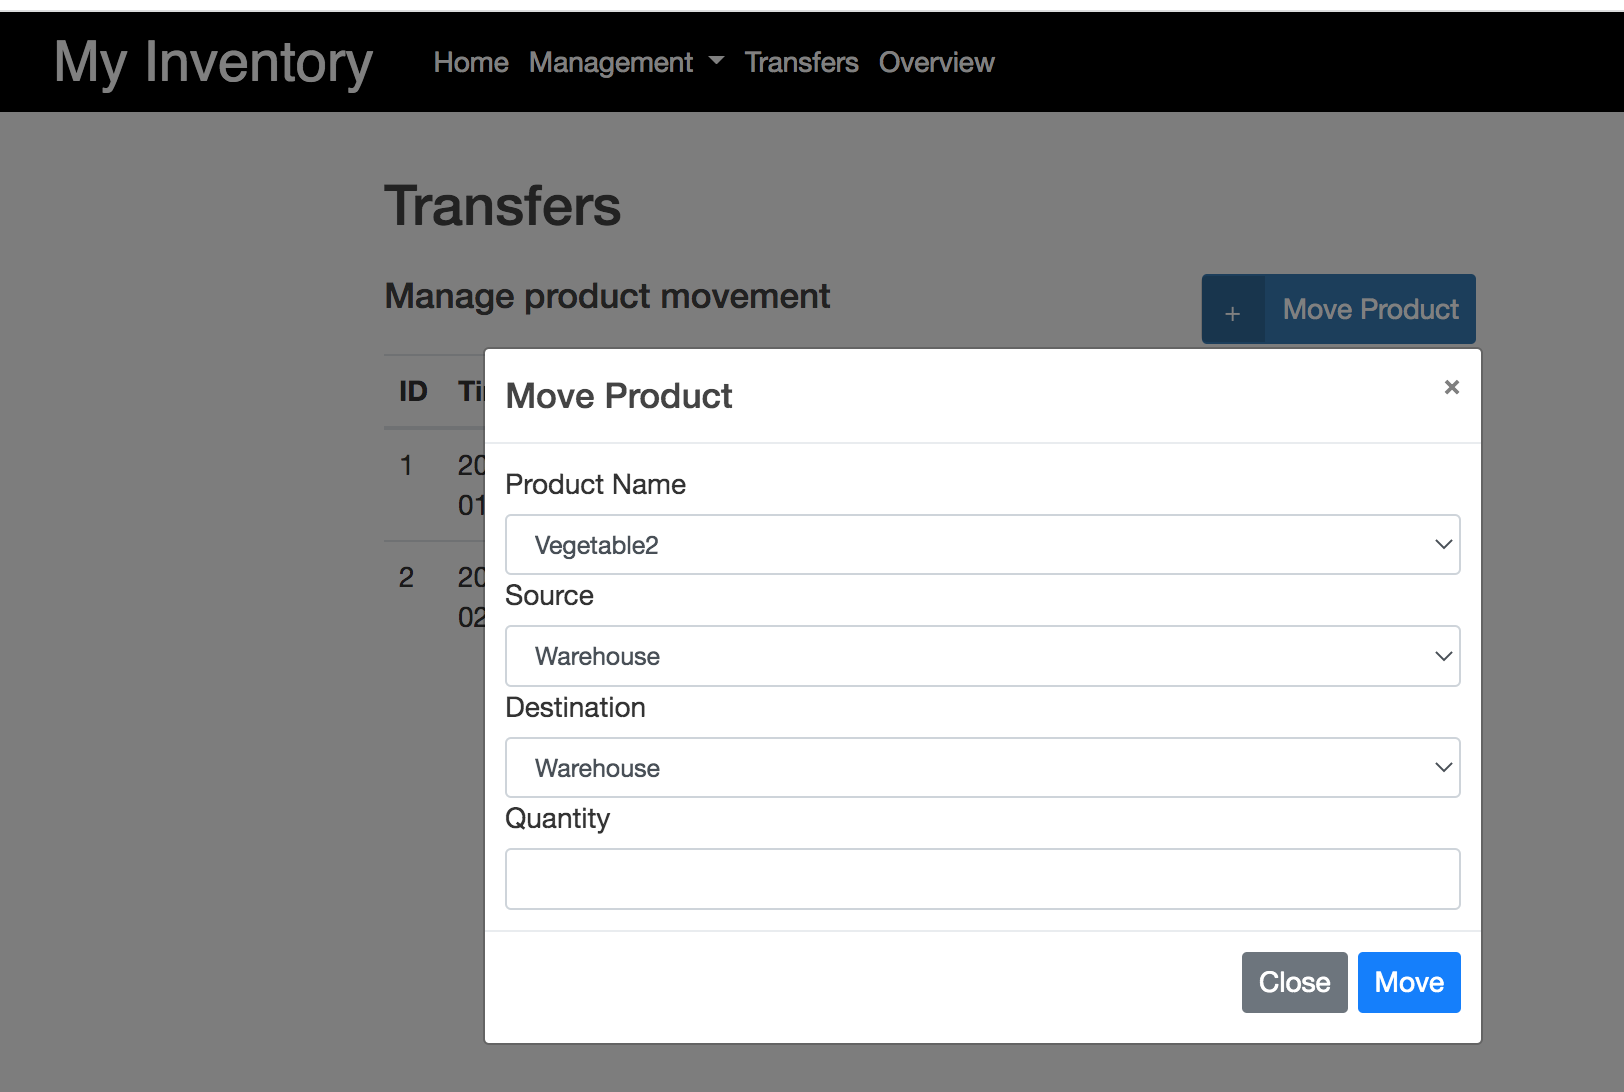 My Inventory Home Management Transfers Overview
Transfers
Manage product movement
+ Move Product
ID
1 20
01
2 20
02
Move Product
×
Product Name
Vegetable2
Source
Warehouse
Destination
Warehouse
Quantity
Close Move